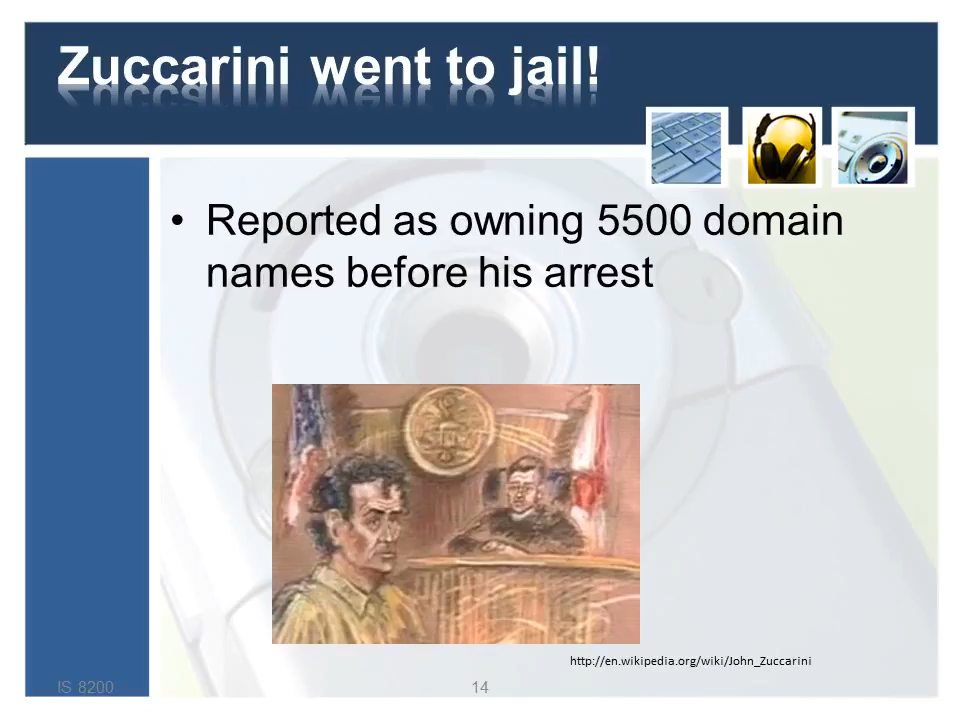 Zuccarini went to jail!
• Reported as owning 5500 domain
names before his arrest
http://en.wikipedia.org/wiki/John_Zuccarini
IS 8200
14